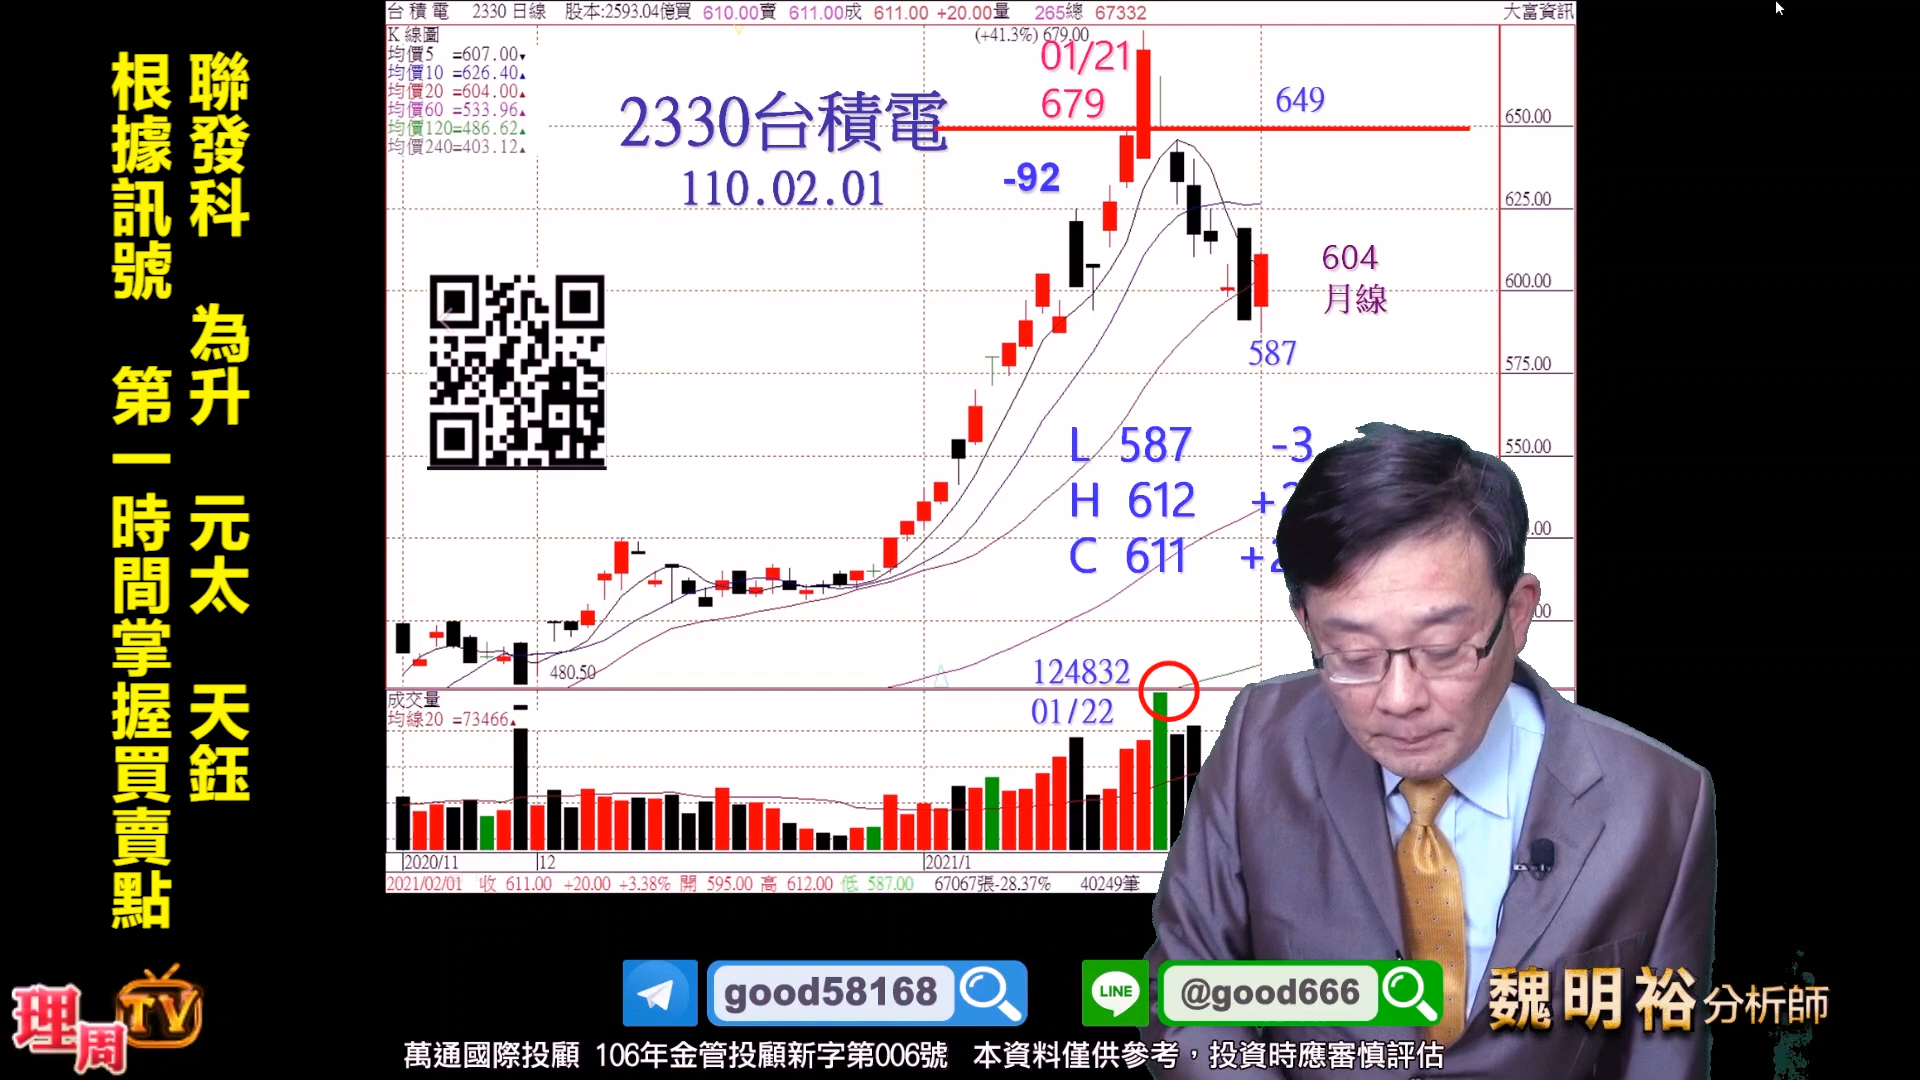 聯發科 為升 元太 天鈺
根據訊號 第一時間掌握買賣點
台積電 2330 日線 股本:2593.04億買 610.00賣 611.00成 611.00 +20.00量 265總 67332
大富資訊
K 線圖
均價5 =607.00
均價10 =626.40
均價20 =604.00
均價60 =533.96
均價120=486.62
均價240=403.12
(+41.3%) 679.00
01/21
679
649
2330台積電
110.02.01
-92
604
月線
587
650.00
625.00
600.00
575.00
550.00
L 587 -3
H 612
C 611
480.50
124832
01/22
成交量
均線20 =73466
2020/11
12
2021/1
2021/02/01 收 611.00 +20.00 +3.38% 開 595.00 高 612.00 低 587.00 67067張-28.37% 40249筆
理周TV
good58168
LINE
@good666
魏明裕分析師
萬通國際投顧 106年金管投顧新字第006號 本資料僅供參考，投資時應審慎評估